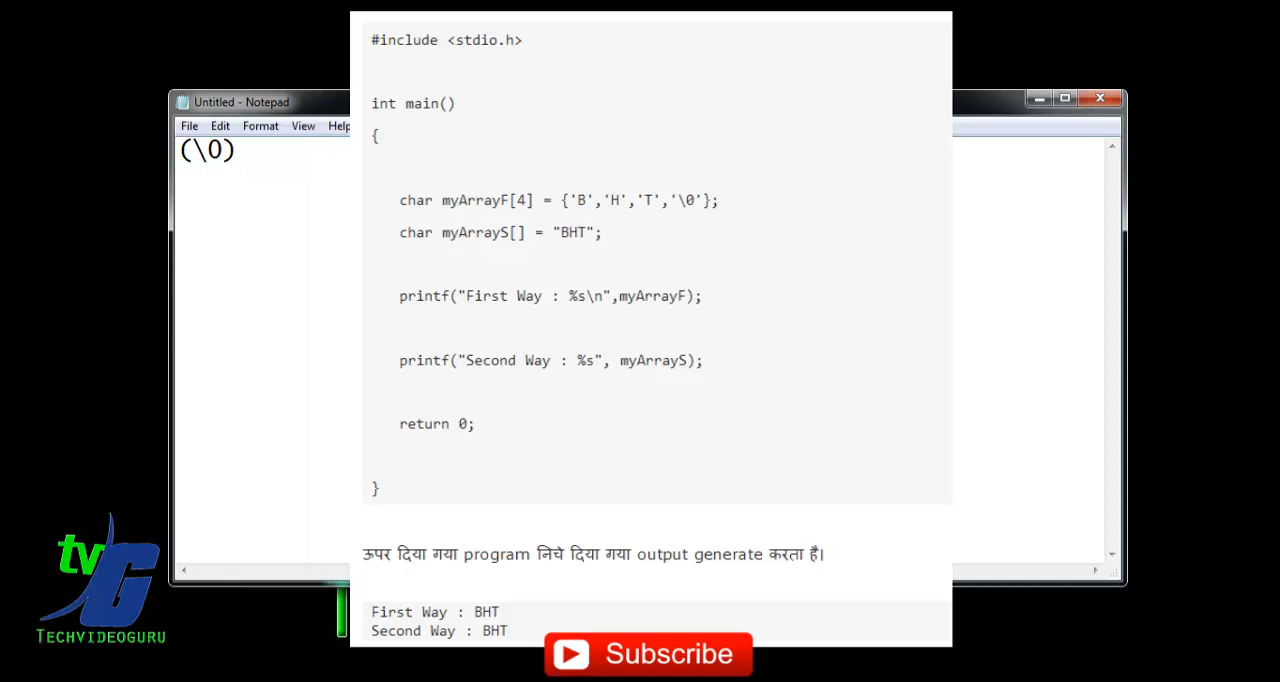 #include <stdio.h>
int main()
{
Untitled - Notepad
File Edit Format View Help
(\0)
char myArrayF[4] = {'B','H','T','\0'};
char myArrayS[] = "BHT";
printf("First Way : %s\n",myArrayF);
printf("Second Way : %s", myArrayS);
return 0;
}
ऊपर दिया गया program निचे दिया गया output generate करता है।
First Way : BHT
Second Way : BHT
Subscribe
tvG
TECHVIDEOGURU